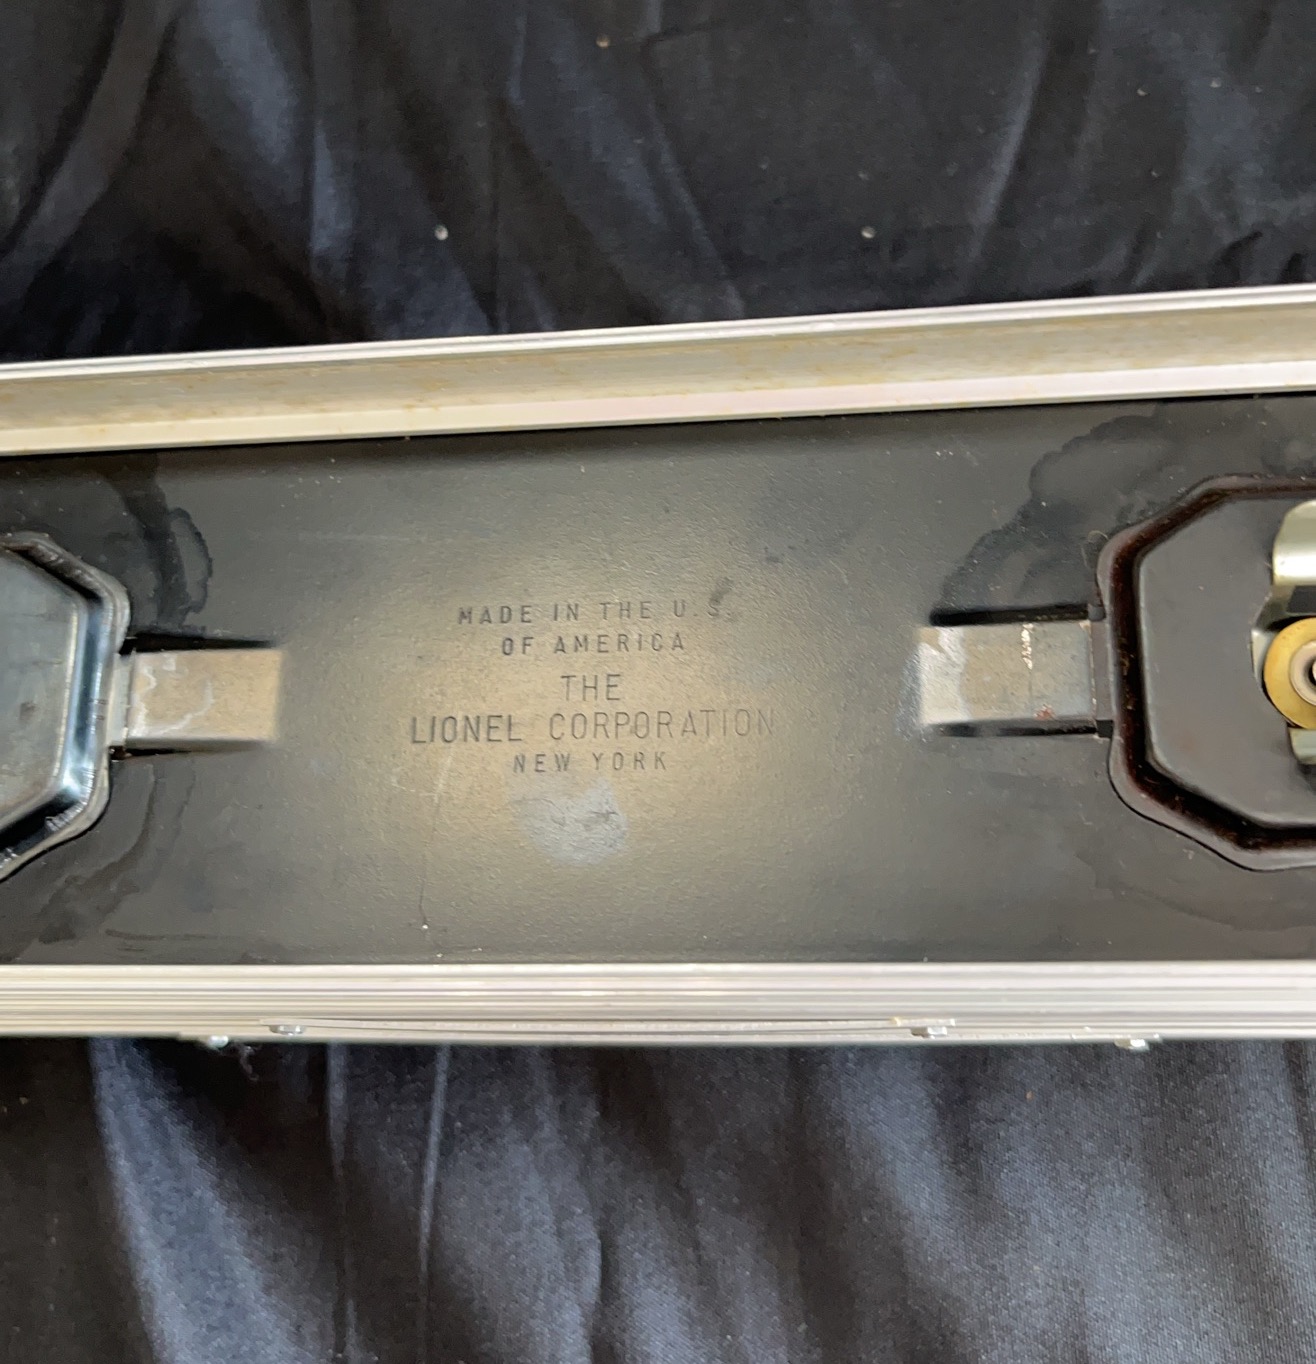 MADE IN THE U.S.
OF AMERICA
THE
LIONEL CORPORATION
NEW YORK